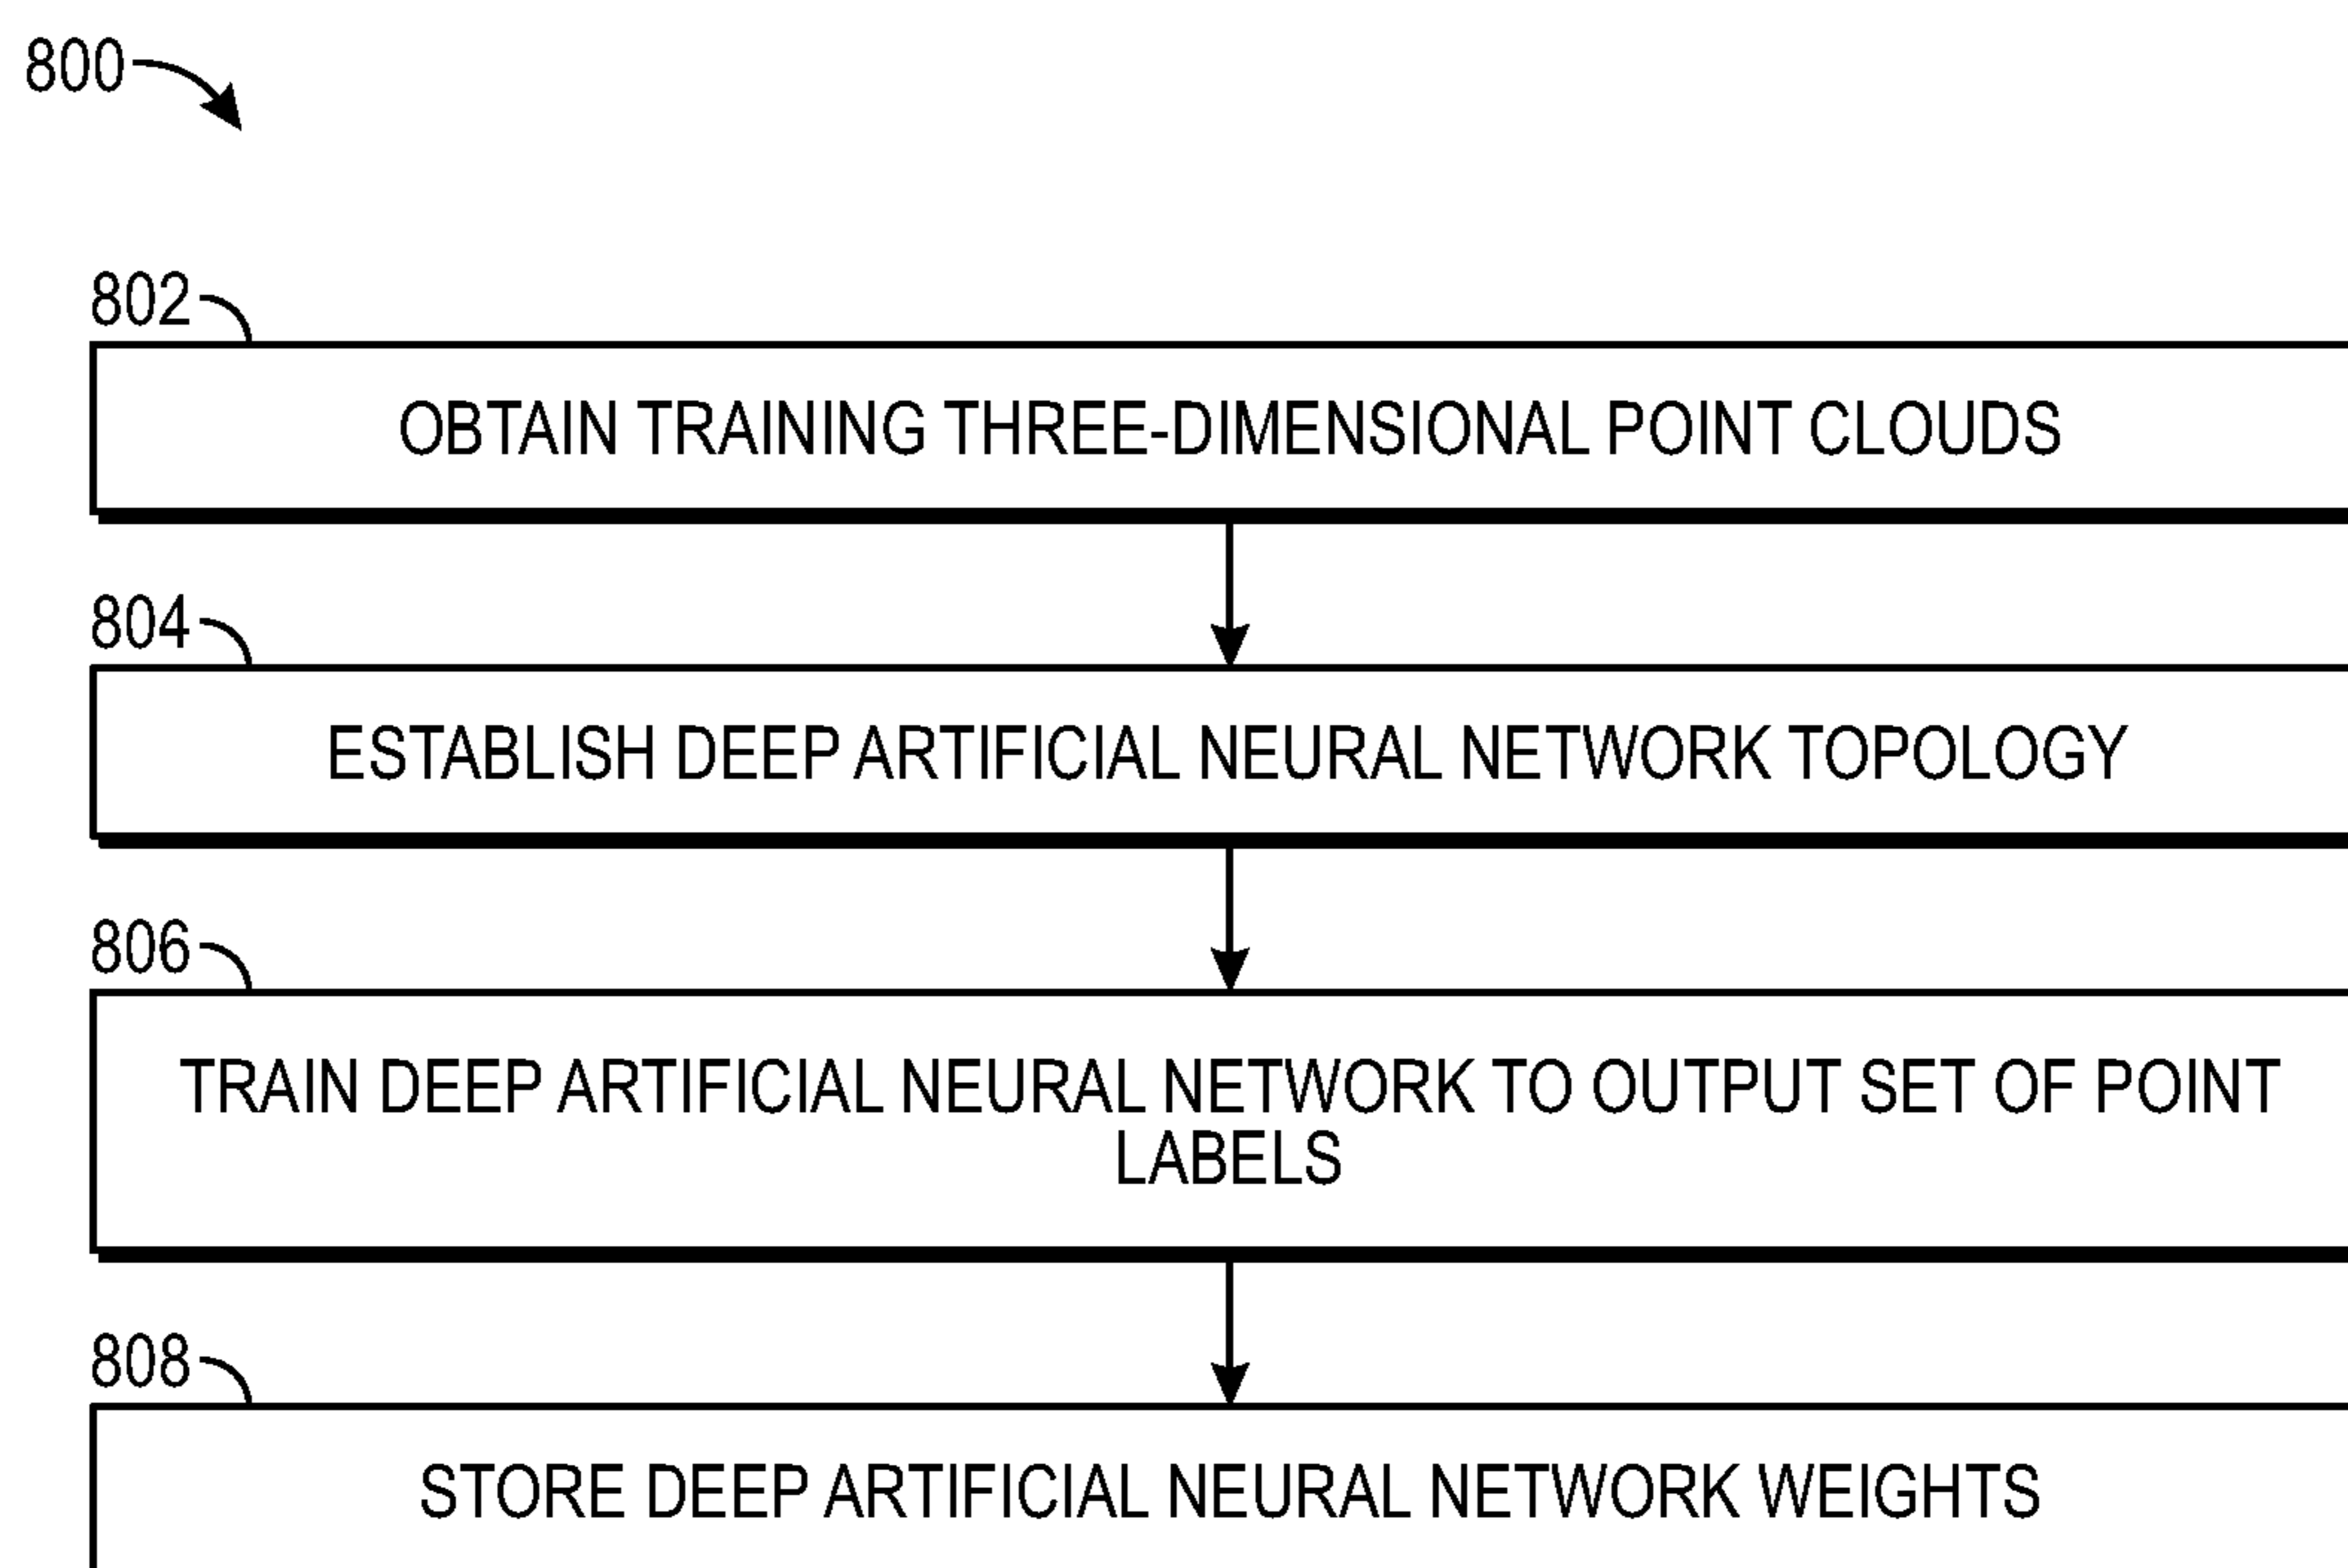 800
802
OBTAIN TRAINING THREE-DIMENSIONAL POINT CLOUDS
804
ESTABLISH DEEP ARTIFICIAL NEURAL NETWORK TOPOLOGY
806
TRAIN DEEP ARTIFICIAL NEURAL NETWORK TO OUTPUT SET OF POINT
LABELS
808
STORE DEEP ARTIFICIAL NEURAL NETWORK WEIGHTS